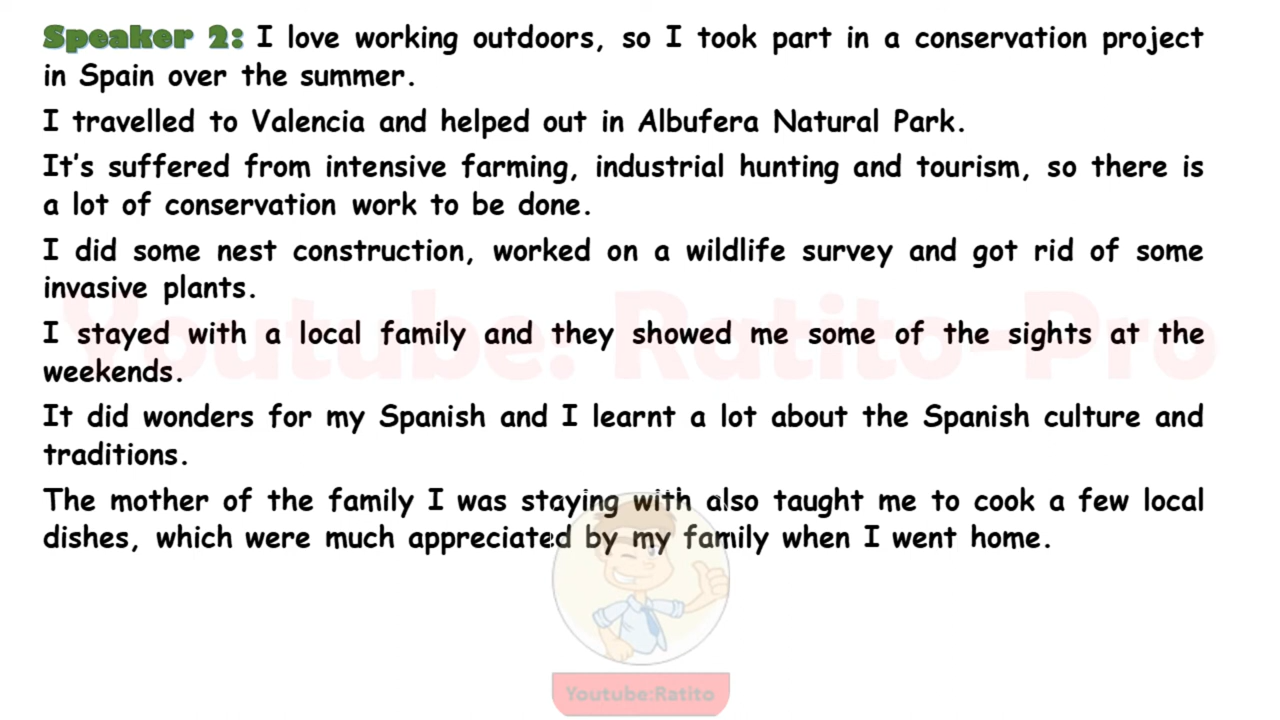 Speaker 2: I love working outdoors, so I took part in a conservation project
in Spain over the summer.
I travelled to Valencia and helped out in Albufera Natural Park.
It's suffered from intensive farming, industrial hunting and tourism, so there is
a lot of conservation work to be done.
I did some nest construction, worked on a wildlife survey and got rid of some
invasive plants.
Youtube: Ratito-Pro
I stayed with a local family and they showed me some of the sights at the
weekends.
It did wonders for my Spanish and I learnt a lot about the Spanish culture and
traditions.
The mother of the family I was staying with also taught me to cook a few local
dishes, which were much appreciated by my family when I went home.
Youtube:Ratito